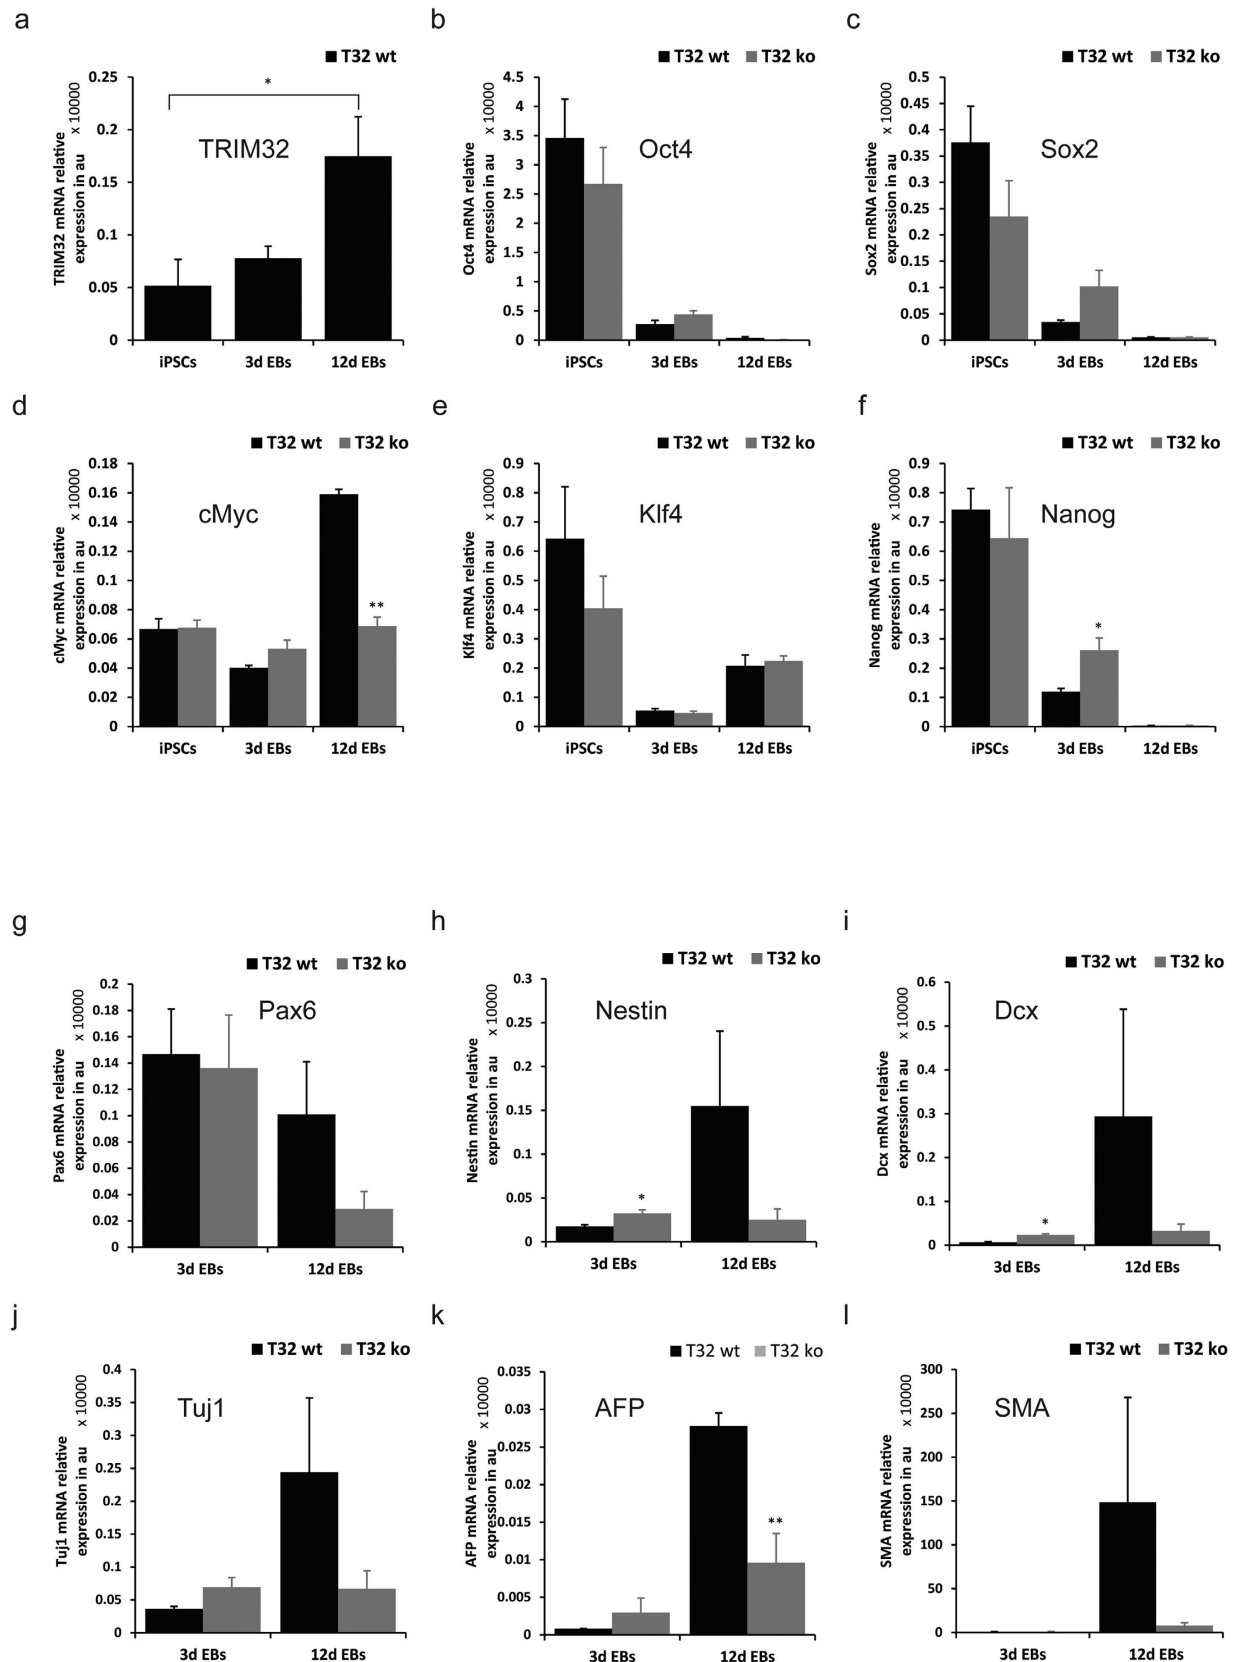 a
T32 wt
TRIM32 mRNA relative
expression in au x 10000
0.25
0.2
0.15
0.1
0.05
0
*
TRIM32
iPSCs 3d EBs 12d EBs
b
T32 wt T32 ko
Oct4 mRNA relative
expression in au x 10000
4.5
4
3.5
3
2.5
2
1.5
1
0.5
0
Oct4
iPSCs 3d EBs 12d EBs
c
T32 wt T32 ko
Sox2 mRNA relative
expression in au x 10000
0.5
0.45
0.4
0.35
0.3
0.25
0.2
0.15
0.1
0.05
0
Sox2
iPSCs 3d EBs 12d EBs
d
T32 wt T32 ko
cMyc mRNA relative
expression in au x 10000
0.18
0.16
0.14
0.12
0.1
0.08
0.06
0.04
0.02
0
cMyc
**
iPSCs 3d EBs 12d EBs
e
T32 wt T32 ko
Klf4 mRNA relative
expression in au x 10000
0.9
0.8
0.7
0.6
0.5
0.4
0.3
0.2
0.1
0
Klf4
iPSCs 3d EBs 12d EBs
f
T32 wt T32 ko
Nanog mRNA relative
expression in au x 10000
0.9
0.8
0.7
0.6
0.5
0.4
0.3
0.2
0.1
0
Nanog
*
iPSCs 3d EBs 12d EBs
g
T32 wt T32 ko
Pax6 mRNA relative
expression in au x 10000
0.2
0.18
0.16
0.14
0.12
0.1
0.08
0.06
0.04
0.02
0
Pax6
3d EBs 12d EBs
h
T32 wt T32 ko
Nestin mRNA relative
expression in au x 10000
0.3
0.25
0.2
0.15
0.1
0.05
0
Nestin
*
3d EBs 12d EBs
i
T32 wt T32 ko
Dcx mRNA relative
expression in au x 10000
0.6
0.5
0.4
0.3
0.2
0.1
0
Dcx
*
3d EBs 12d EBs
j
T32 wt T32 ko
Tuj1 mRNA relative
expression in au x 10000
0.4
0.35
0.3
0.25
0.2
0.15
0.1
0.05
0
Tuj1
3d EBs 12d EBs
k
T32 wt T32 ko
AFP mRNA relative
expression in au x 10000
0.035
0.03
0.025
0.02
0.015
0.01
0.005
0
AFP
**
3d EBs 12d EBs
l
T32 wt T32 ko
SMA mRNA relative
expression in au x 10000
300
250
200
150
100
50
0
SMA
3d EBs 12d EBs